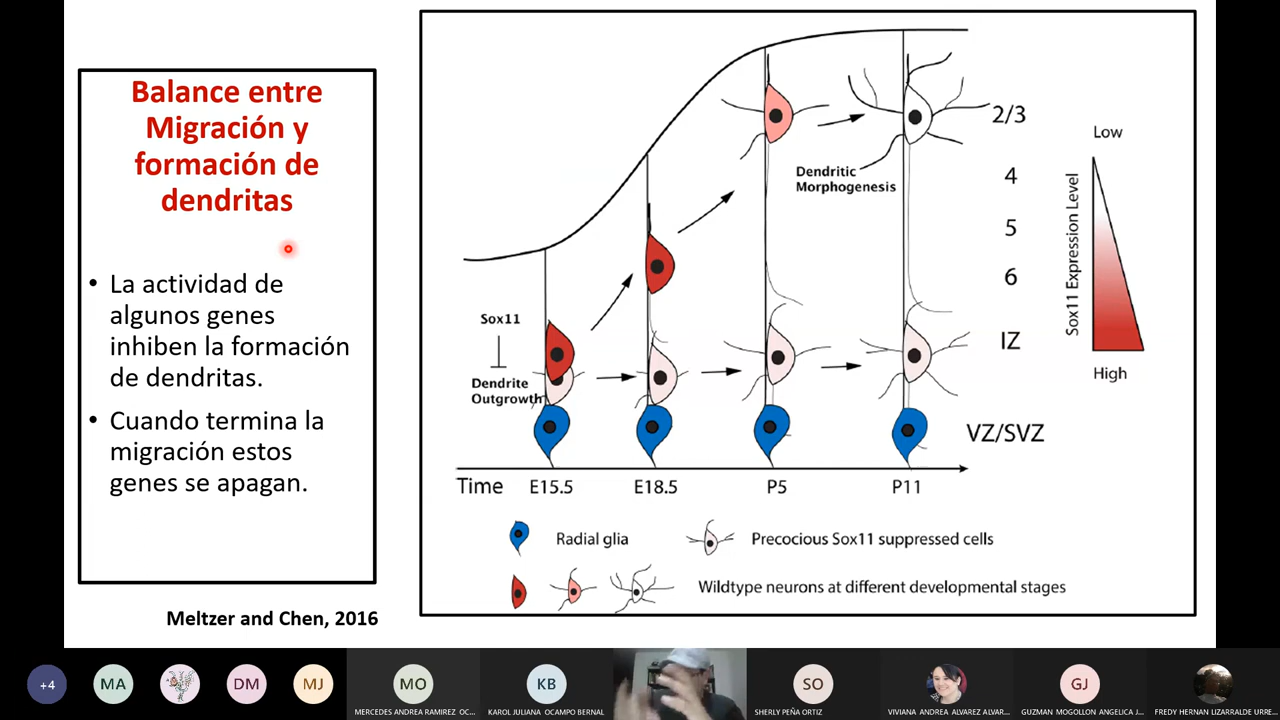 Balance entre
Migración y
formación de
dendritas
• La actividad de
algunos genes
inhiben la formación
de dendritas.
• Cuando termina la
migración estos
genes se apagan.
Meltzer and Chen, 2016
Sox11
Dendrite
Outgrowth
Dendritic
Morphogenesis
2/3
4
5
6
IZ
VZ/SVZ
Low
Sox11 Expression Level
High
Time E15.5 E18.5 P5 P11
Radial glia
Precocious Sox11 suppressed cells
Wildtype neurons at different developmental stages
+4
MA
DM
MJ
MO
MERCEDES ANDREA RAMIREZ OC...
KB
KAROL JULIANA OCAMPO BERNAL
SO
SHERLY PEÑA ORTIZ
VIVIANA ANDREA ALVAREZ ALVAR...
GJ
GUZMAN MOGOLLON ANGELICA J...
FREDY HERNAN LIZARRALDE URRE...